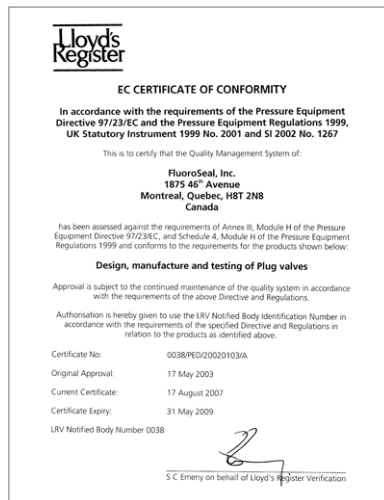 Lloyd's
Register
EC CERTIFICATE OF CONFORMITY
In accordance with the requirements of the Pressure Equipment
Directive 97/23/EC and the Pressure Equipment Regulations 1999,
UK Statutory Instrument 1999 No. 2001 and SI 2002 No. 1267
This is to certify that the Quality Management System of:
FluoroSeal, Inc.
1875 46th Avenue
Montreal, Quebec, H8T 2N8
Canada
has been assessed against the requirements of Annex III, Module H of the Pressure
Equipment Directive 97/23/EC, and Schedule 4, Module H of the Pressure Equipment
Regulations 1999 and conforms to the requirements for the products shown below:
Design, manufacture and testing of Plug valves
Approval is subject to the continued maintenance of the quality system in accordance
with the requirements of the above Directive and Regulations.
Authorisation is hereby given to use the LRV Notified Body Identification Number in
accordance with the requirements of the specified Directive and Regulations in
relation to the products as identified above.
Certificate No: 0038/PED/20020103/A
Original Approval: 17 May 2003
Current Certificate: 17 August 2007
Certificate Expiry: 31 May 2009
LRV Notified Body Number 0038
S C Emeny on behalf of Lloyd's Register Verification